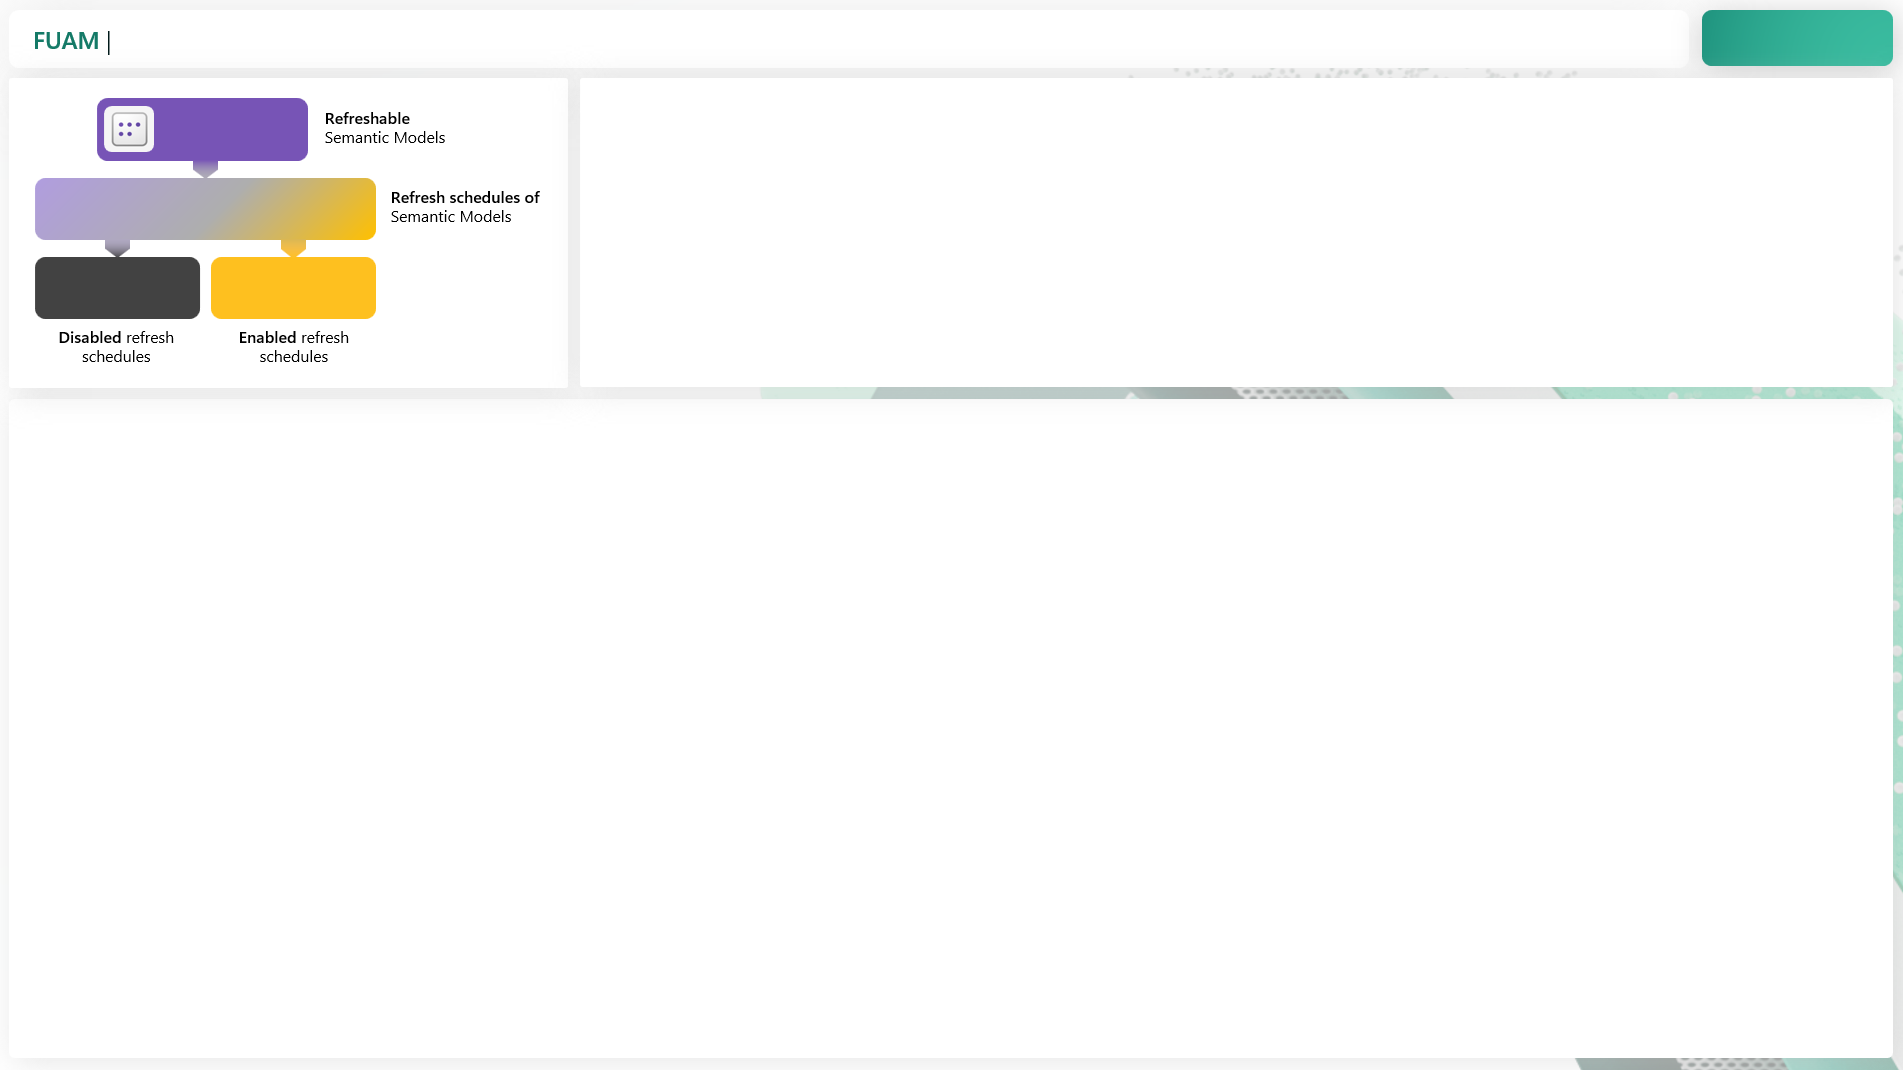 FUAM |
Refreshable
Semantic Models
Refresh schedules of
Semantic Models
Disabled refresh
schedules
Enabled refresh
schedules